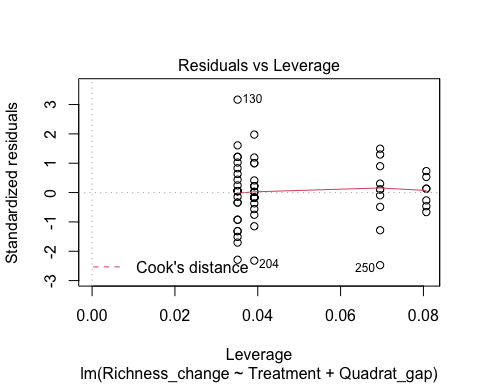 Residuals vs Leverage
Standardized residuals
3
2
1
0
-1
-2
-3
130
204
250
Cook's distance
0.00 0.02 0.04 0.06 0.08
Leverage
lm(Richness_change ~ Treatment + Quadrat_gap)